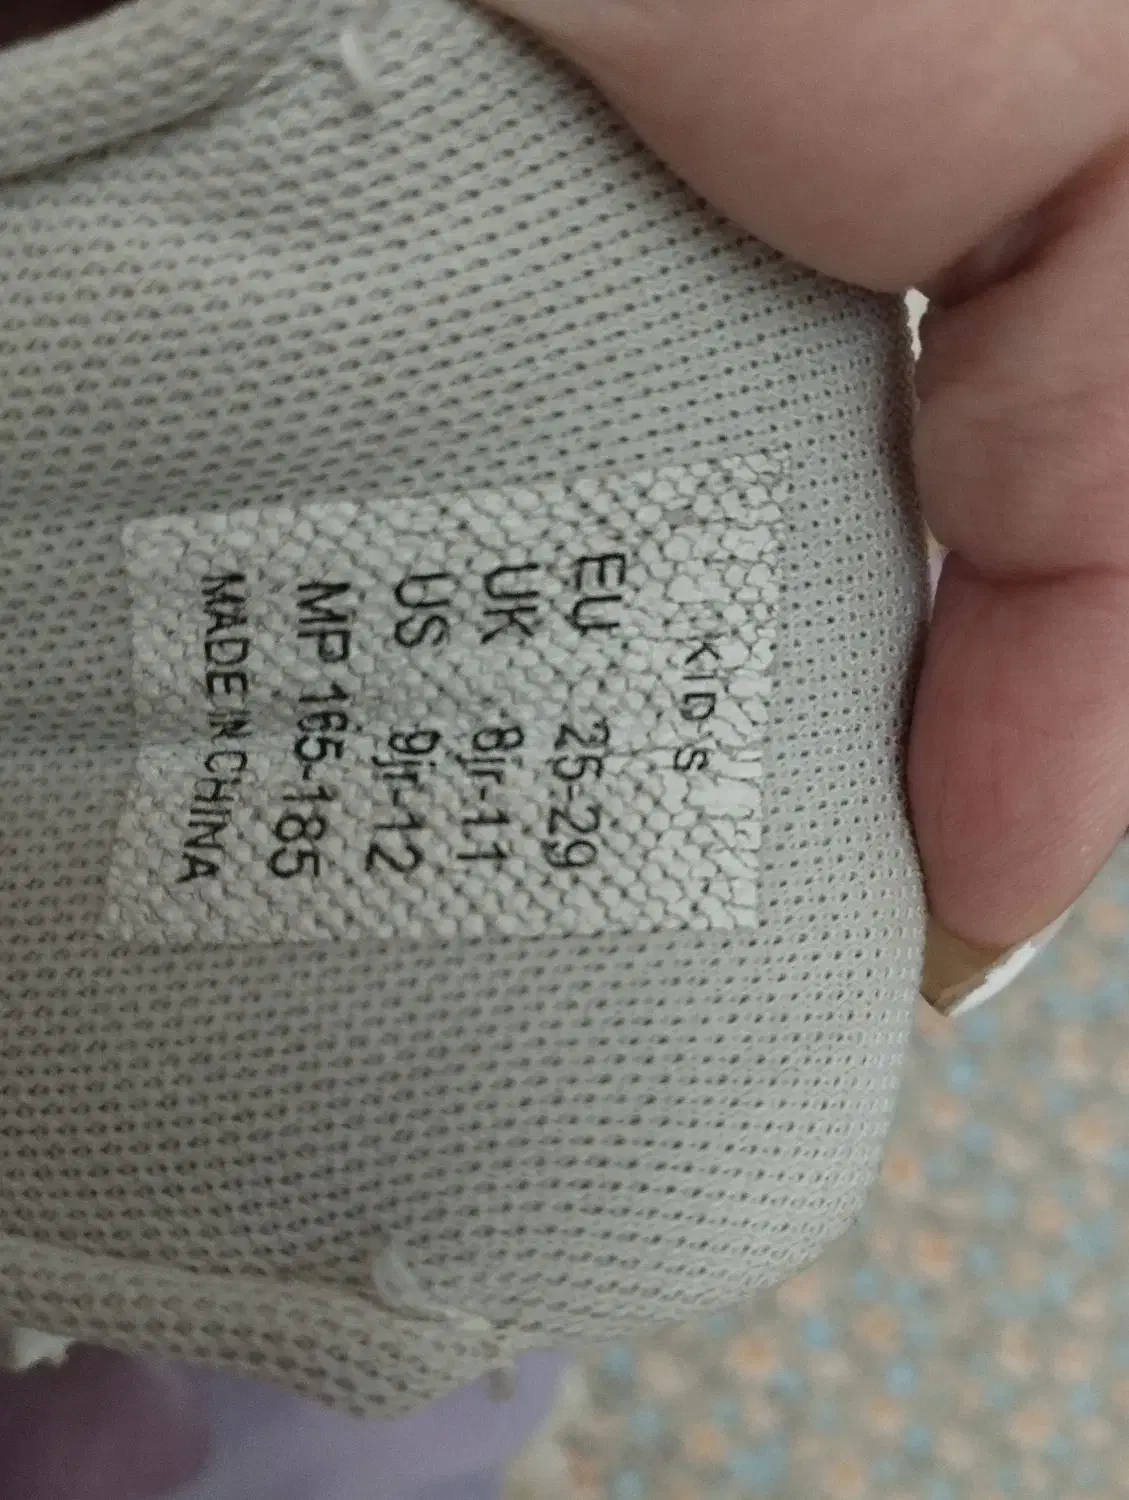 KID'S
EU 25-29
UK 8jr-11
US 9jr-12
MP 165-185
MADE IN CHINA